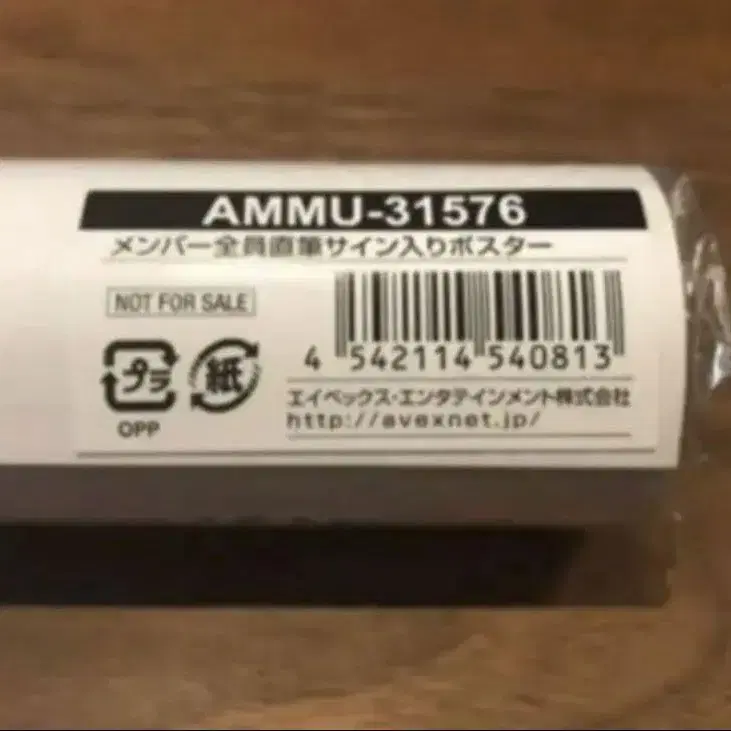 AMMU-31576
メンバー全員直筆サイン入りポスター
NOT FOR SALE
4 542114 540813
プラ
紙
OPP
エイベックス・エンタテインメント株式会社
http://avexnet.jp/